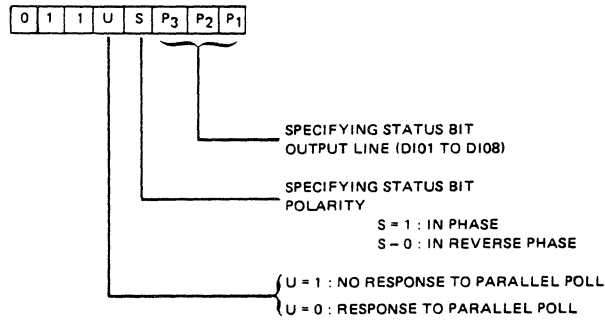 0 1 1 U S P3 P2 P1
SPECIFYING STATUS BIT
OUTPUT LINE (DI01 TO DI08)
SPECIFYING STATUS BIT
POLARITY
S = 1 : IN PHASE
S – 0 : IN REVERSE PHASE
U = 1 : NO RESPONSE TO PARALLEL POLL
U = 0 : RESPONSE TO PARALLEL POLL